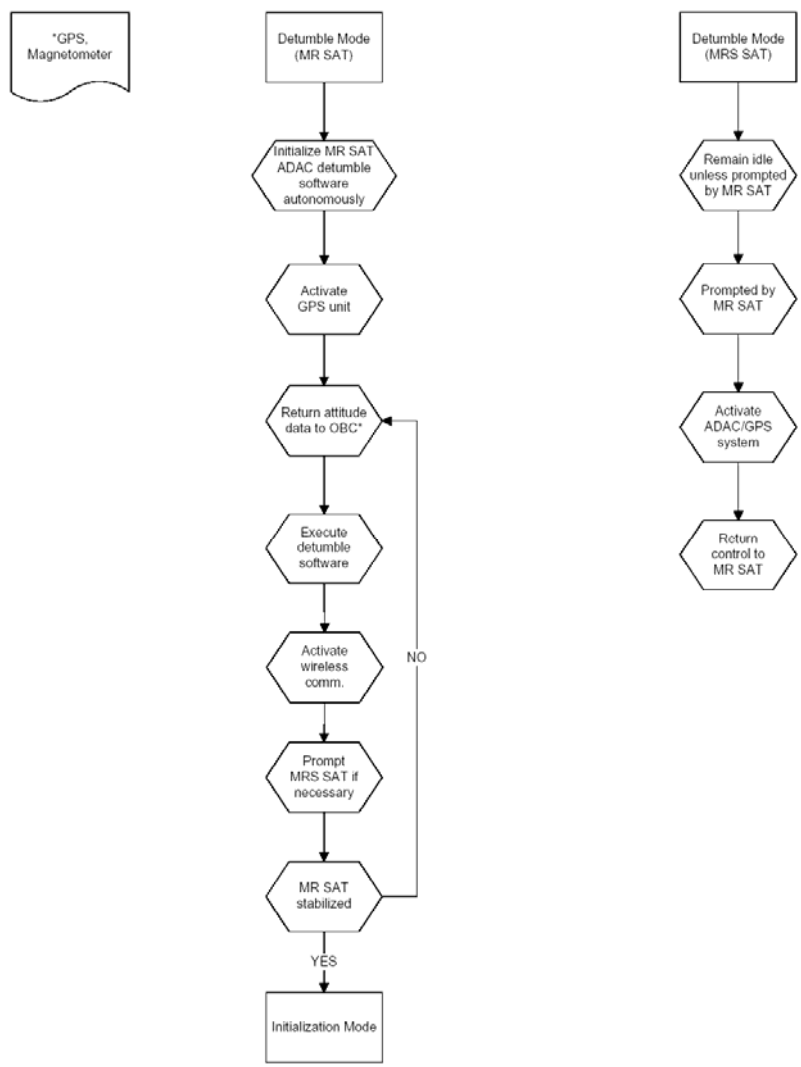 *GPS,
Magnetometer
Detumble Mode
(MR SAT)
Initialize MR SAT
ADAC detumble
software
autonomously
Activate
GPS unit
Return attitude
data to OBC*
Execute
detumble
software
Activate
wireless
comm.
Prompt
MRS SAT if
necessary
MR SAT
stabilized
NO
YES
Initialization Mode
Detumble Mode
(MRS SAT)
Remain idle
unless prompted
by MR SAT
Prompted by
MR SAT
Activate
ADAC/GPS
system
Return
control to
MR SAT